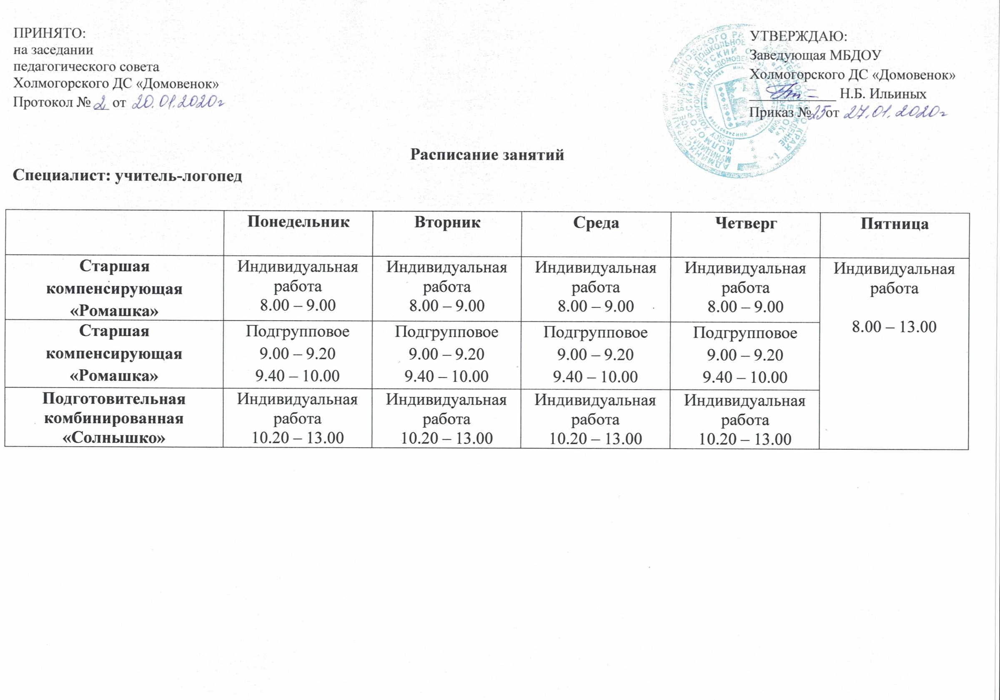 ПРИНЯТО:
на заседании
педагогического совета
Холмогорского ДС «Домовенок»
Протокол № 2 от 20.01.2020г
УТВЕРЖДАЮ:
Заведующая МБДОУ
Холмогорского ДС «Домовенок»
Н.Б. Ильиных
Приказ №25 от 27.01.2020г
Расписание занятий
Специалист: учитель-логопед
Понедельник Вторник Среда Четверг Пятница
Старшая
компенсирующая
«Ромашка»
Индивидуальная
работа
8.00 – 9.00
Индивидуальная
работа
8.00 – 9.00
Индивидуальная
работа
8.00 – 9.00
Индивидуальная
работа
8.00 – 9.00
Индивидуальная
работа
8.00 – 13.00
Старшая
компенсирующая
«Ромашка»
Подгрупповое
9.00 – 9.20
9.40 – 10.00
Подгрупповое
9.00 – 9.20
9.40 – 10.00
Подгрупповое
9.00 – 9.20
9.40 – 10.00
Подгрупповое
9.00 – 9.20
9.40 – 10.00
Подготовительная
комбинированная
«Солнышко»
Индивидуальная
работа
10.20 – 13.00
Индивидуальная
работа
10.20 – 13.00
Индивидуальная
работа
10.20 – 13.00
Индивидуальная
работа
10.20 – 13.00